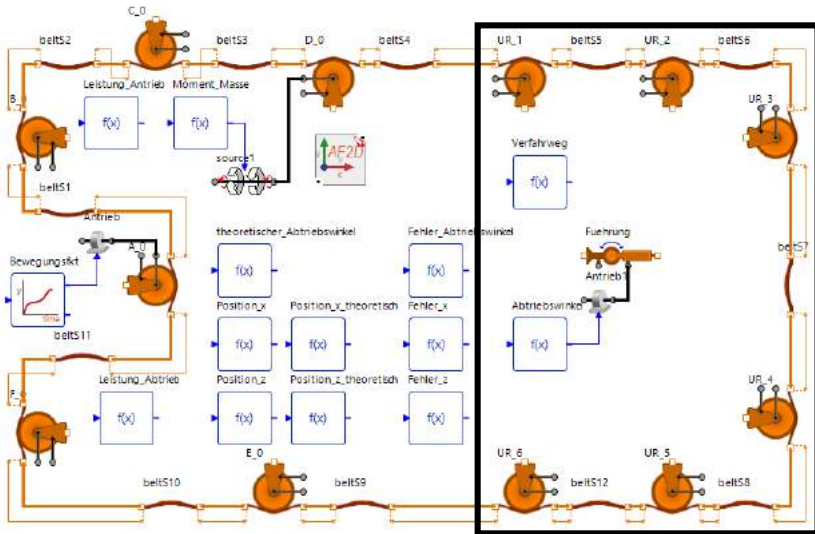 C_0
beltS2
beltS3
D_0
beltS4
UR_1
beltS5
UR_2
beltS6
Leistung_Antrieb
Moment_Masse
B_
UR_3
f(x)
f(x)
Verfahrweg
source1
f(x)
beltS1
Antrieb
theoretischer_Abtriebswinkel
Fehler_Abtriebswinkel
Fuehrung
A_0
beltS7
Bewegungsfkt
f(x)
f(x)
Antrieb1
y
time
Position_x
Position_x_theoretisch
Fehler_x
Abtriebswinkel
beltS11
f(x)
f(x)
f(x)
f(x)
Leistung_Abtrieb
Position_z
Position_z_theoretisch
Fehler_z
UR_4
F_
f(x)
f(x)
f(x)
f(x)
E_0
UR_6
UR_5
beltS10
beltS9
beltS12
beltS8